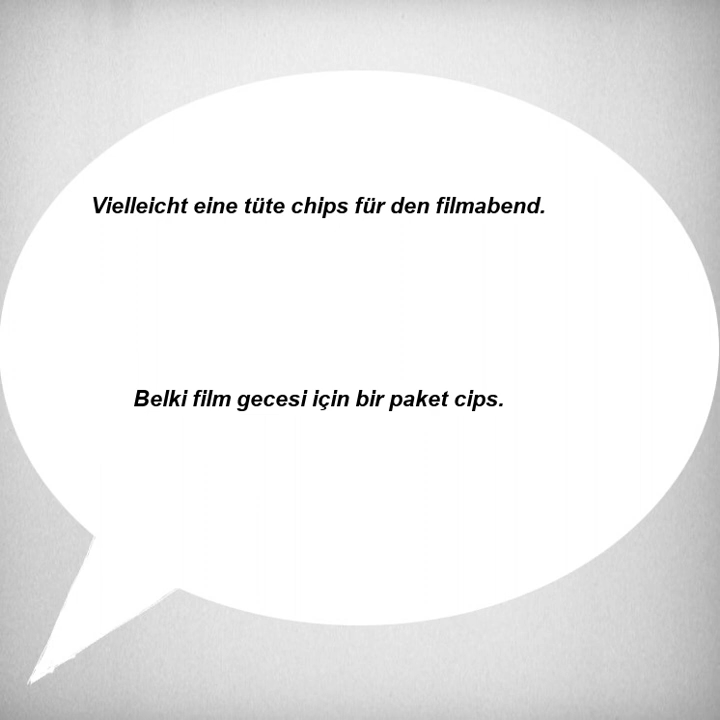 Vielleicht eine tüte chips für den filmabend.
Belki film gecesi için bir paket cips.